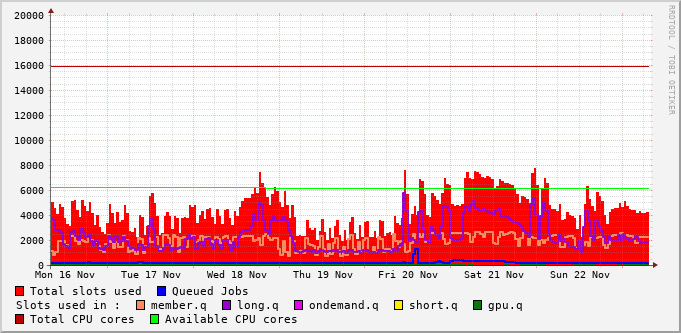 20000
18000
16000
14000
12000
10000
8000
6000
4000
2000
0
Mon 16 Nov Tue 17 Nov Wed 18 Nov Thu 19 Nov Fri 20 Nov Sat 21 Nov Sun 22 Nov
Total slots used Queued Jobs
Slots used in : member.q long.q ondemand.q short.q gpu.q
Total CPU cores Available CPU cores
RRDTOOL / TOBI OETIKER